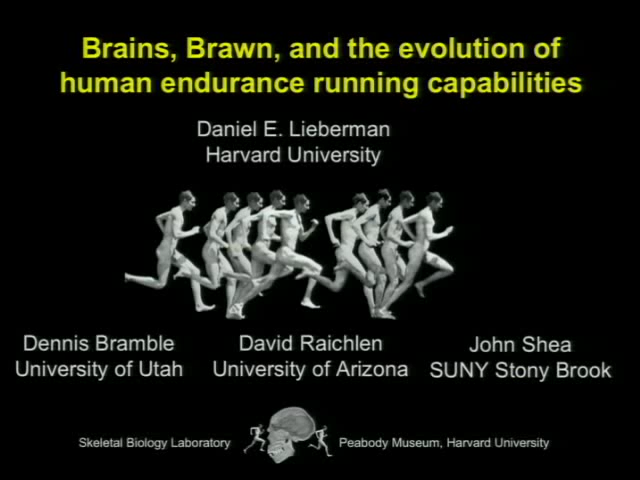 Brains, Brawn, and the evolution of
human endurance running capabilities
Daniel E. Lieberman
Harvard University
Dennis Bramble
University of Utah
David Raichlen
University of Arizona
John Shea
SUNY Stony Brook
Skeletal Biology Laboratory
Peabody Museum, Harvard University